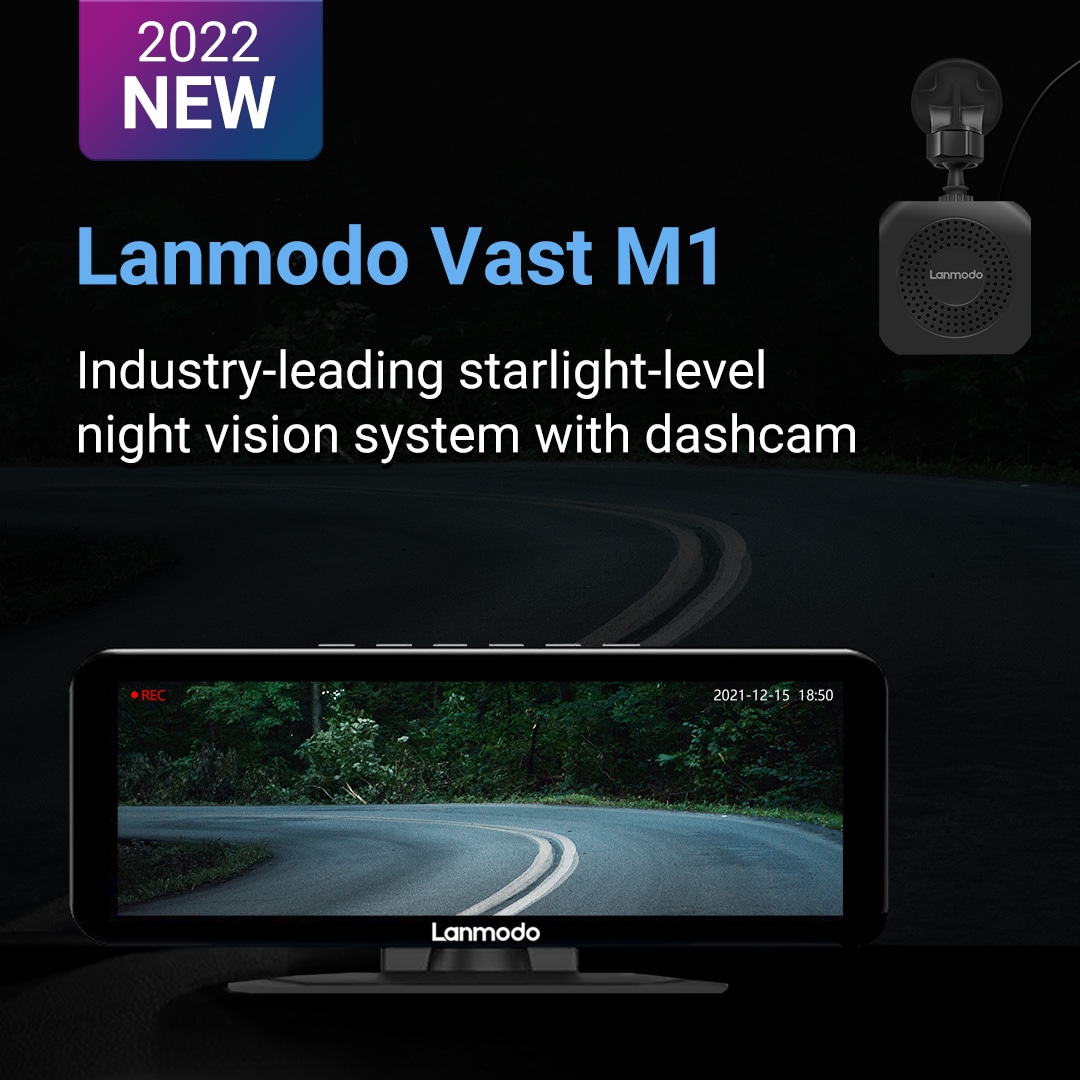 2022
NEW
Lanmodo
Lanmodo Vast M1
Industry-leading starlight-level
night vision system with dashcam
REC
2021-12-15 18:50
Lanmodo